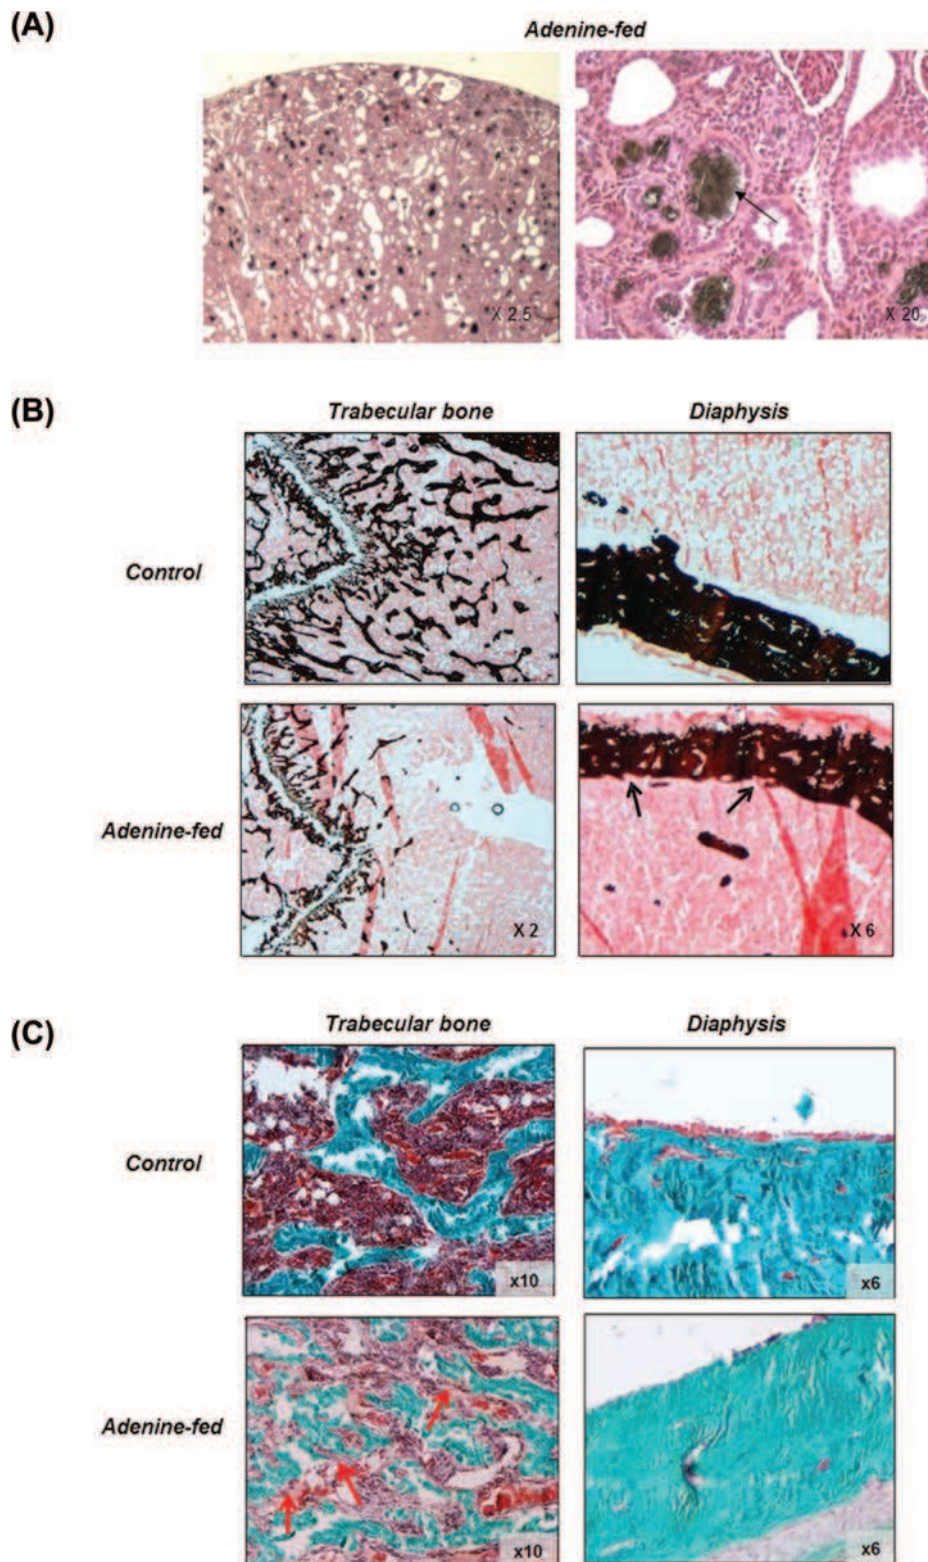 (A)
Adenine-fed
X 2.5
X 20
(B)
Trabecular bone
Diaphysis
Control
Adenine-fed
X 2
X 6
(C)
Trabecular bone
Diaphysis
Control
x10
x6
Adenine-fed
x10
x6